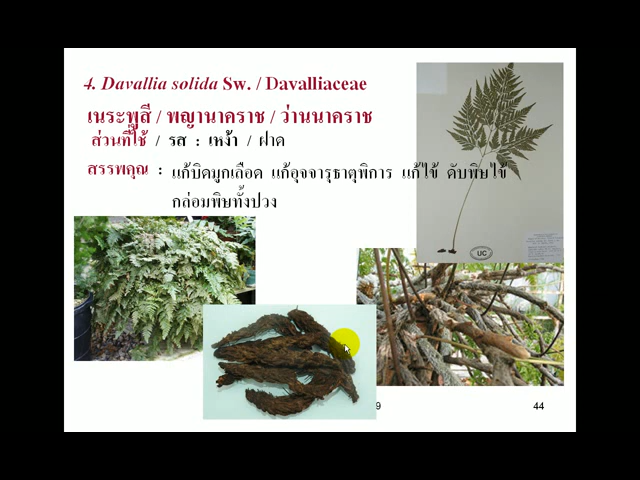 4. Davallia solida Sw. / Davalliaceae
เนระพูสี / พญานาคราช / ว่านนาคราช
ส่วนที่ใช้ / รส : เหง้า / ฝาด
สรรพคุณ : แก้บิดมูกเลือด แก้อุจจารธาตุพิการ แก้ไข้ ดับพิษไข้
กล่อมพิษทั้งปวง
UC
9
44